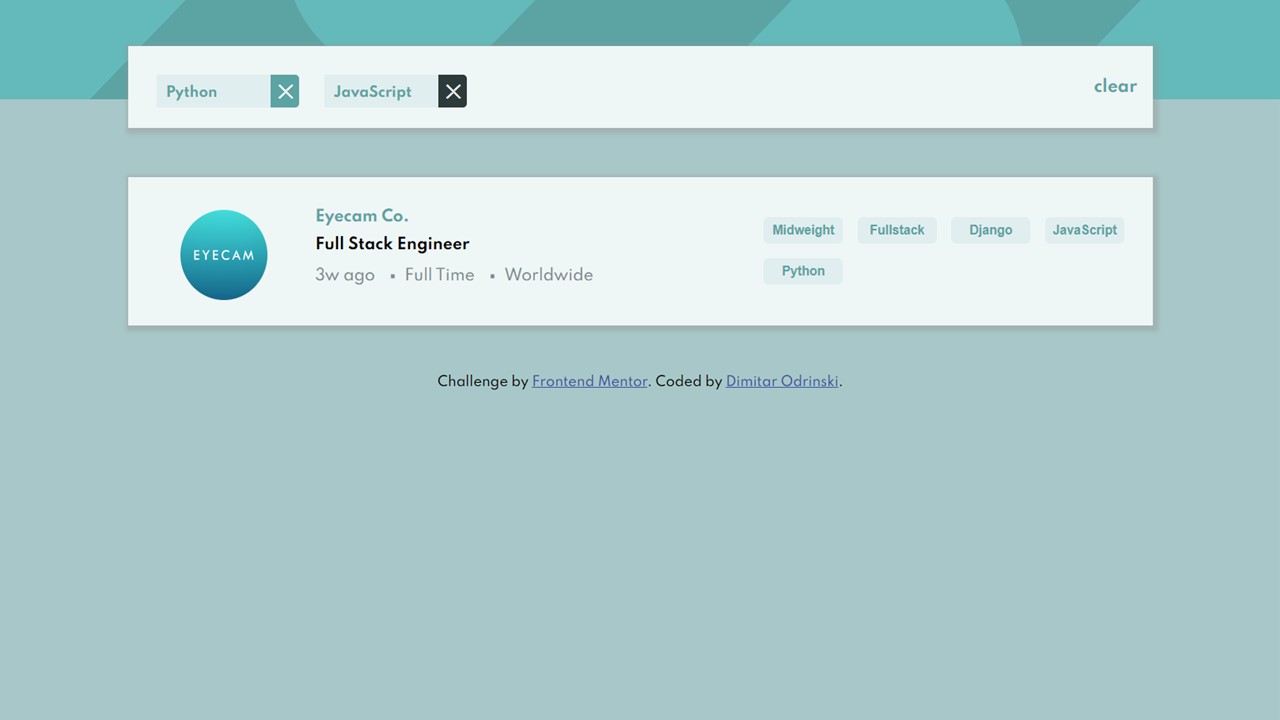 Python JavaScript clear
EYECAM
Eyecam Co.
Full Stack Engineer
3w ago Full Time Worldwide
Midweight Fullstack Django JavaScript
Python
Challenge by Frontend Mentor. Coded by Dimitar Odrinski.